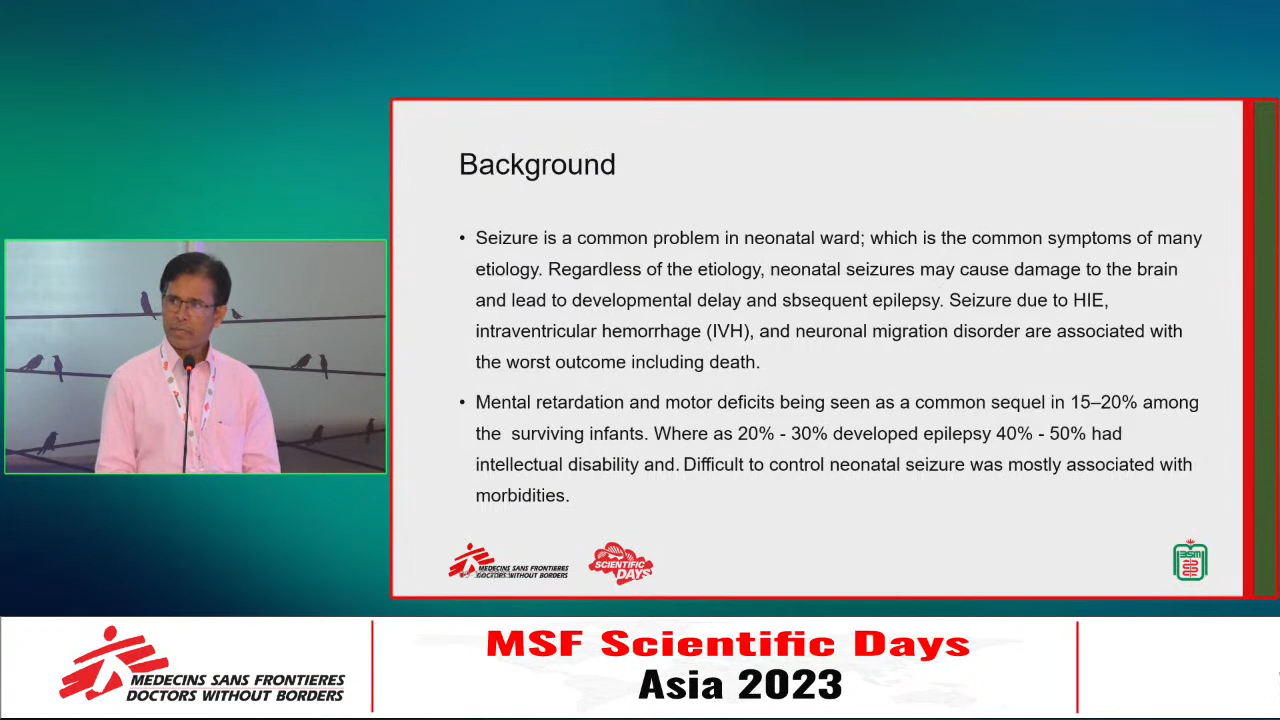 Background
• Seizure is a common problem in neonatal ward; which is the common symptoms of many
etiology. Regardless of the etiology, neonatal seizures may cause damage to the brain
and lead to developmental delay and sbsequent epilepsy. Seizure due to HIE,
intraventricular hemorrhage (IVH), and neuronal migration disorder are associated with
the worst outcome including death.
• Mental retardation and motor deficits being seen as a common sequel in 15–20% among
the surviving infants. Where as 20% - 30% developed epilepsy 40% - 50% had
intellectual disability and. Difficult to control neonatal seizure was mostly associated with
morbidities.
MEDECINS SANS FRONTIERES
DOCTORS WITHOUT BORDERS
SCIENTIFIC
DAYS
MEDECINS SANS FRONTIERES
DOCTORS WITHOUT BORDERS
MSF Scientific Days
Asia 2023